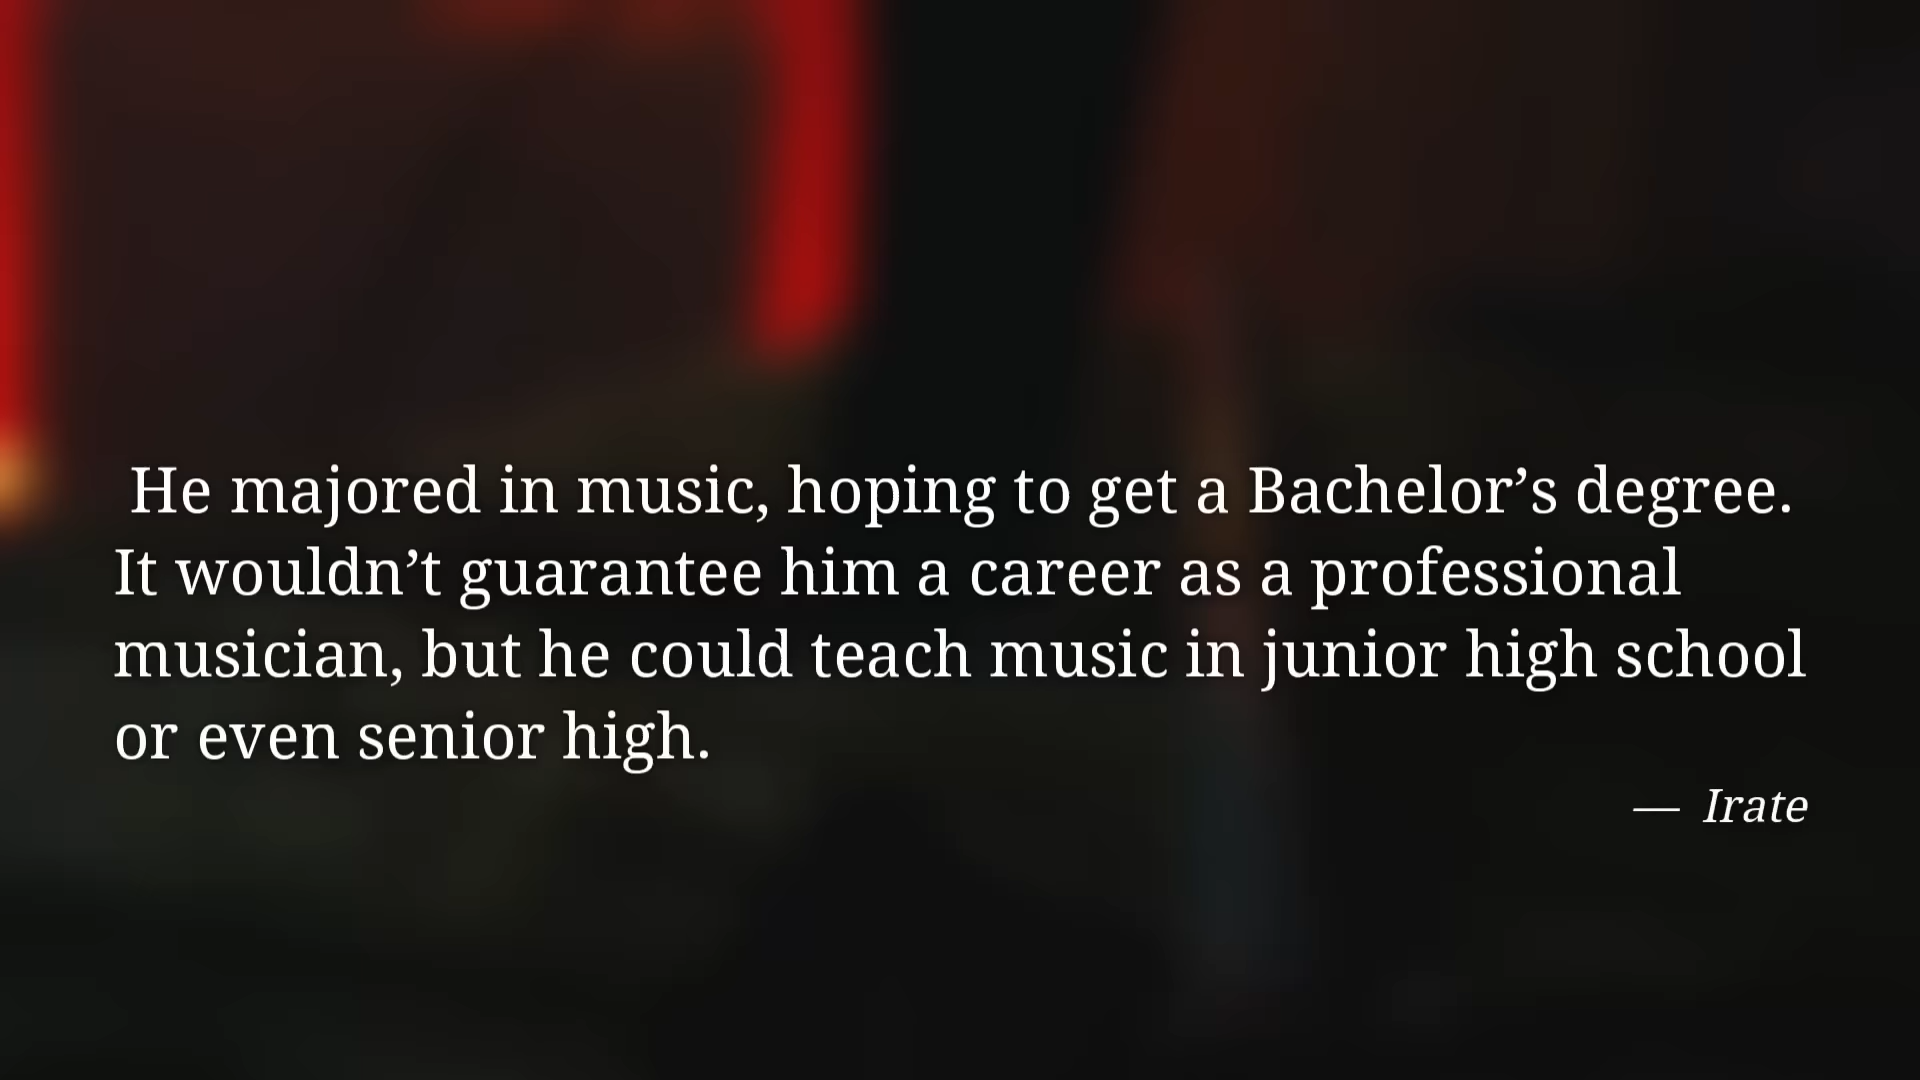 He majored in music, hoping to get a Bachelor’s degree.
It wouldn’t guarantee him a career as a professional
musician, but he could teach music in junior high school
or even senior high.
— Irate